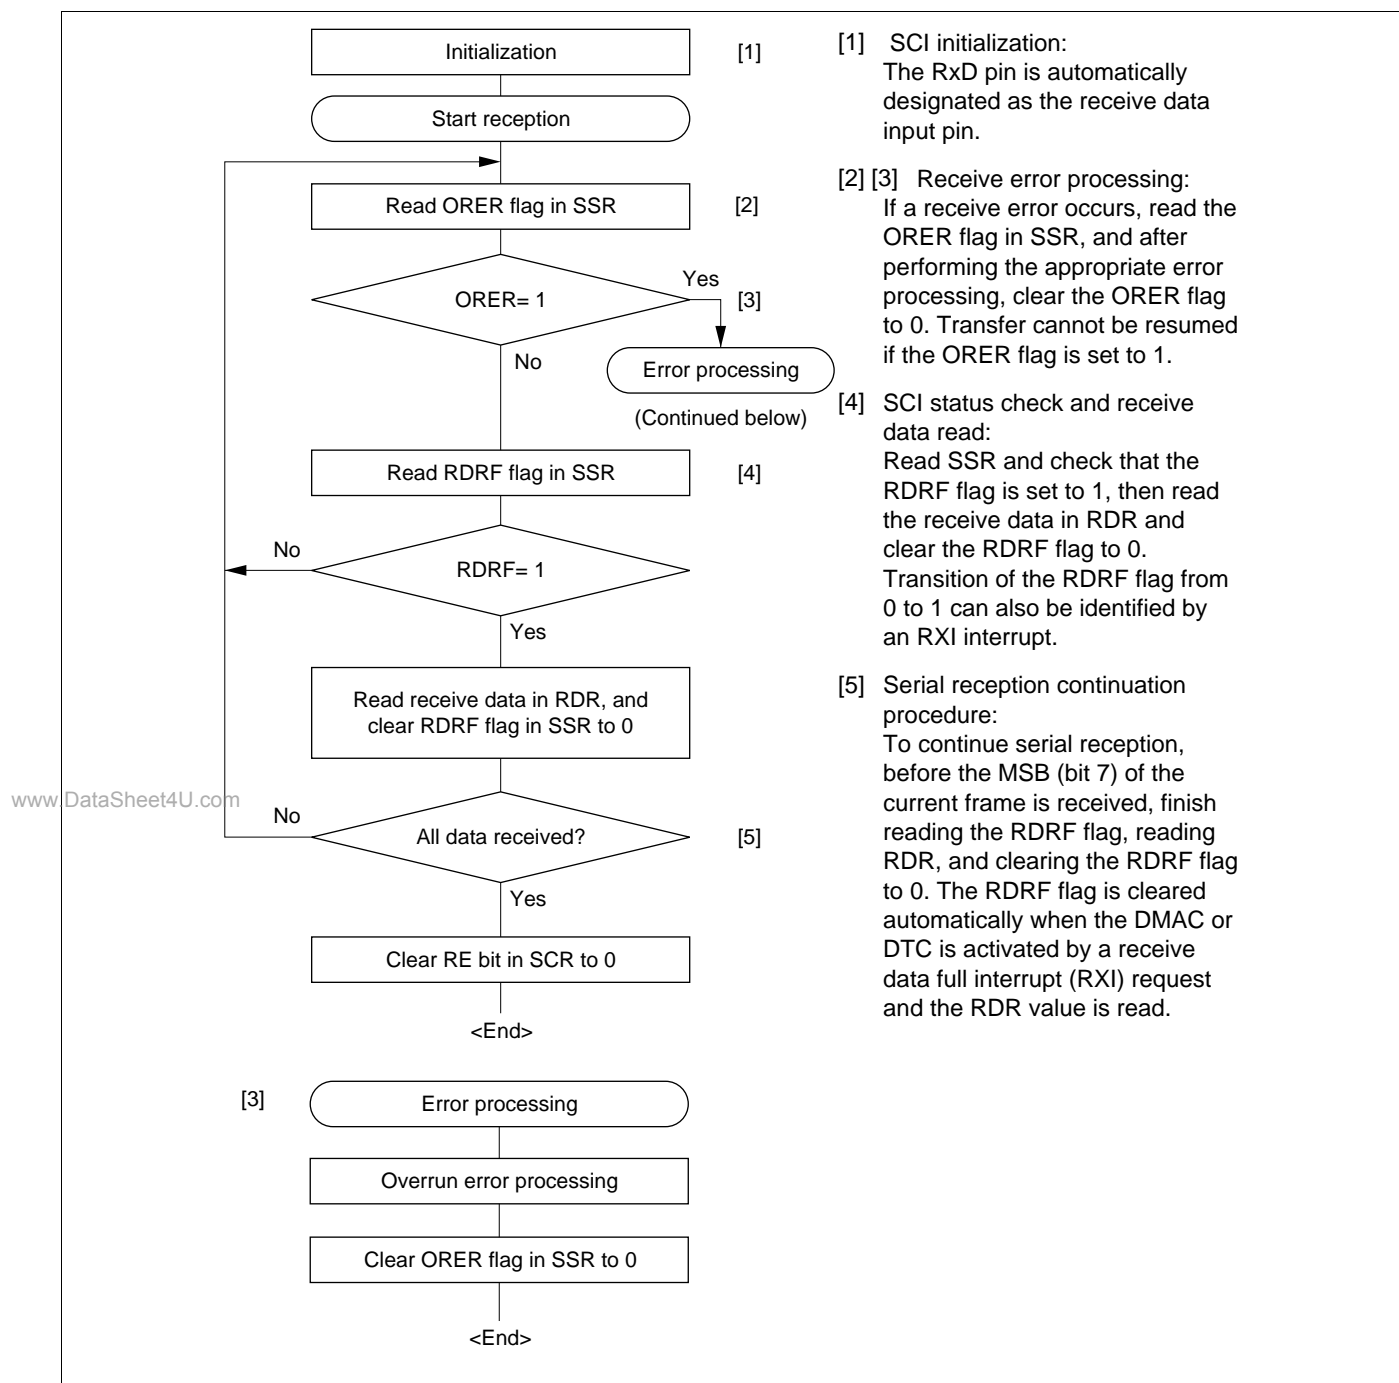 Initialization
[1]
Start reception
Read ORER flag in SSR
[2]
ORER= 1
Yes
[3]
No
Error processing
(Continued below)
Read RDRF flag in SSR
[4]
No
RDRF= 1
Yes
Read receive data in RDR, and
clear RDRF flag in SSR to 0
www.DataSheet4U.com
No
All data received?
[5]
Yes
Clear RE bit in SCR to 0
<End>
[3]
Error processing
Overrun error processing
Clear ORER flag in SSR to 0
<End>
[1] SCI initialization:
The RxD pin is automatically
designated as the receive data
input pin.
[2] [3] Receive error processing:
If a receive error occurs, read the
ORER flag in SSR, and after
performing the appropriate error
processing, clear the ORER flag
to 0. Transfer cannot be resumed
if the ORER flag is set to 1.
[4] SCI status check and receive
data read:
Read SSR and check that the
RDRF flag is set to 1, then read
the receive data in RDR and
clear the RDRF flag to 0.
Transition of the RDRF flag from
0 to 1 can also be identified by
an RXI interrupt.
[5] Serial reception continuation
procedure:
To continue serial reception,
before the MSB (bit 7) of the
current frame is received, finish
reading the RDRF flag, reading
RDR, and clearing the RDRF flag
to 0. The RDRF flag is cleared
automatically when the DMAC or
DTC is activated by a receive
data full interrupt (RXI) request
and the RDR value is read.